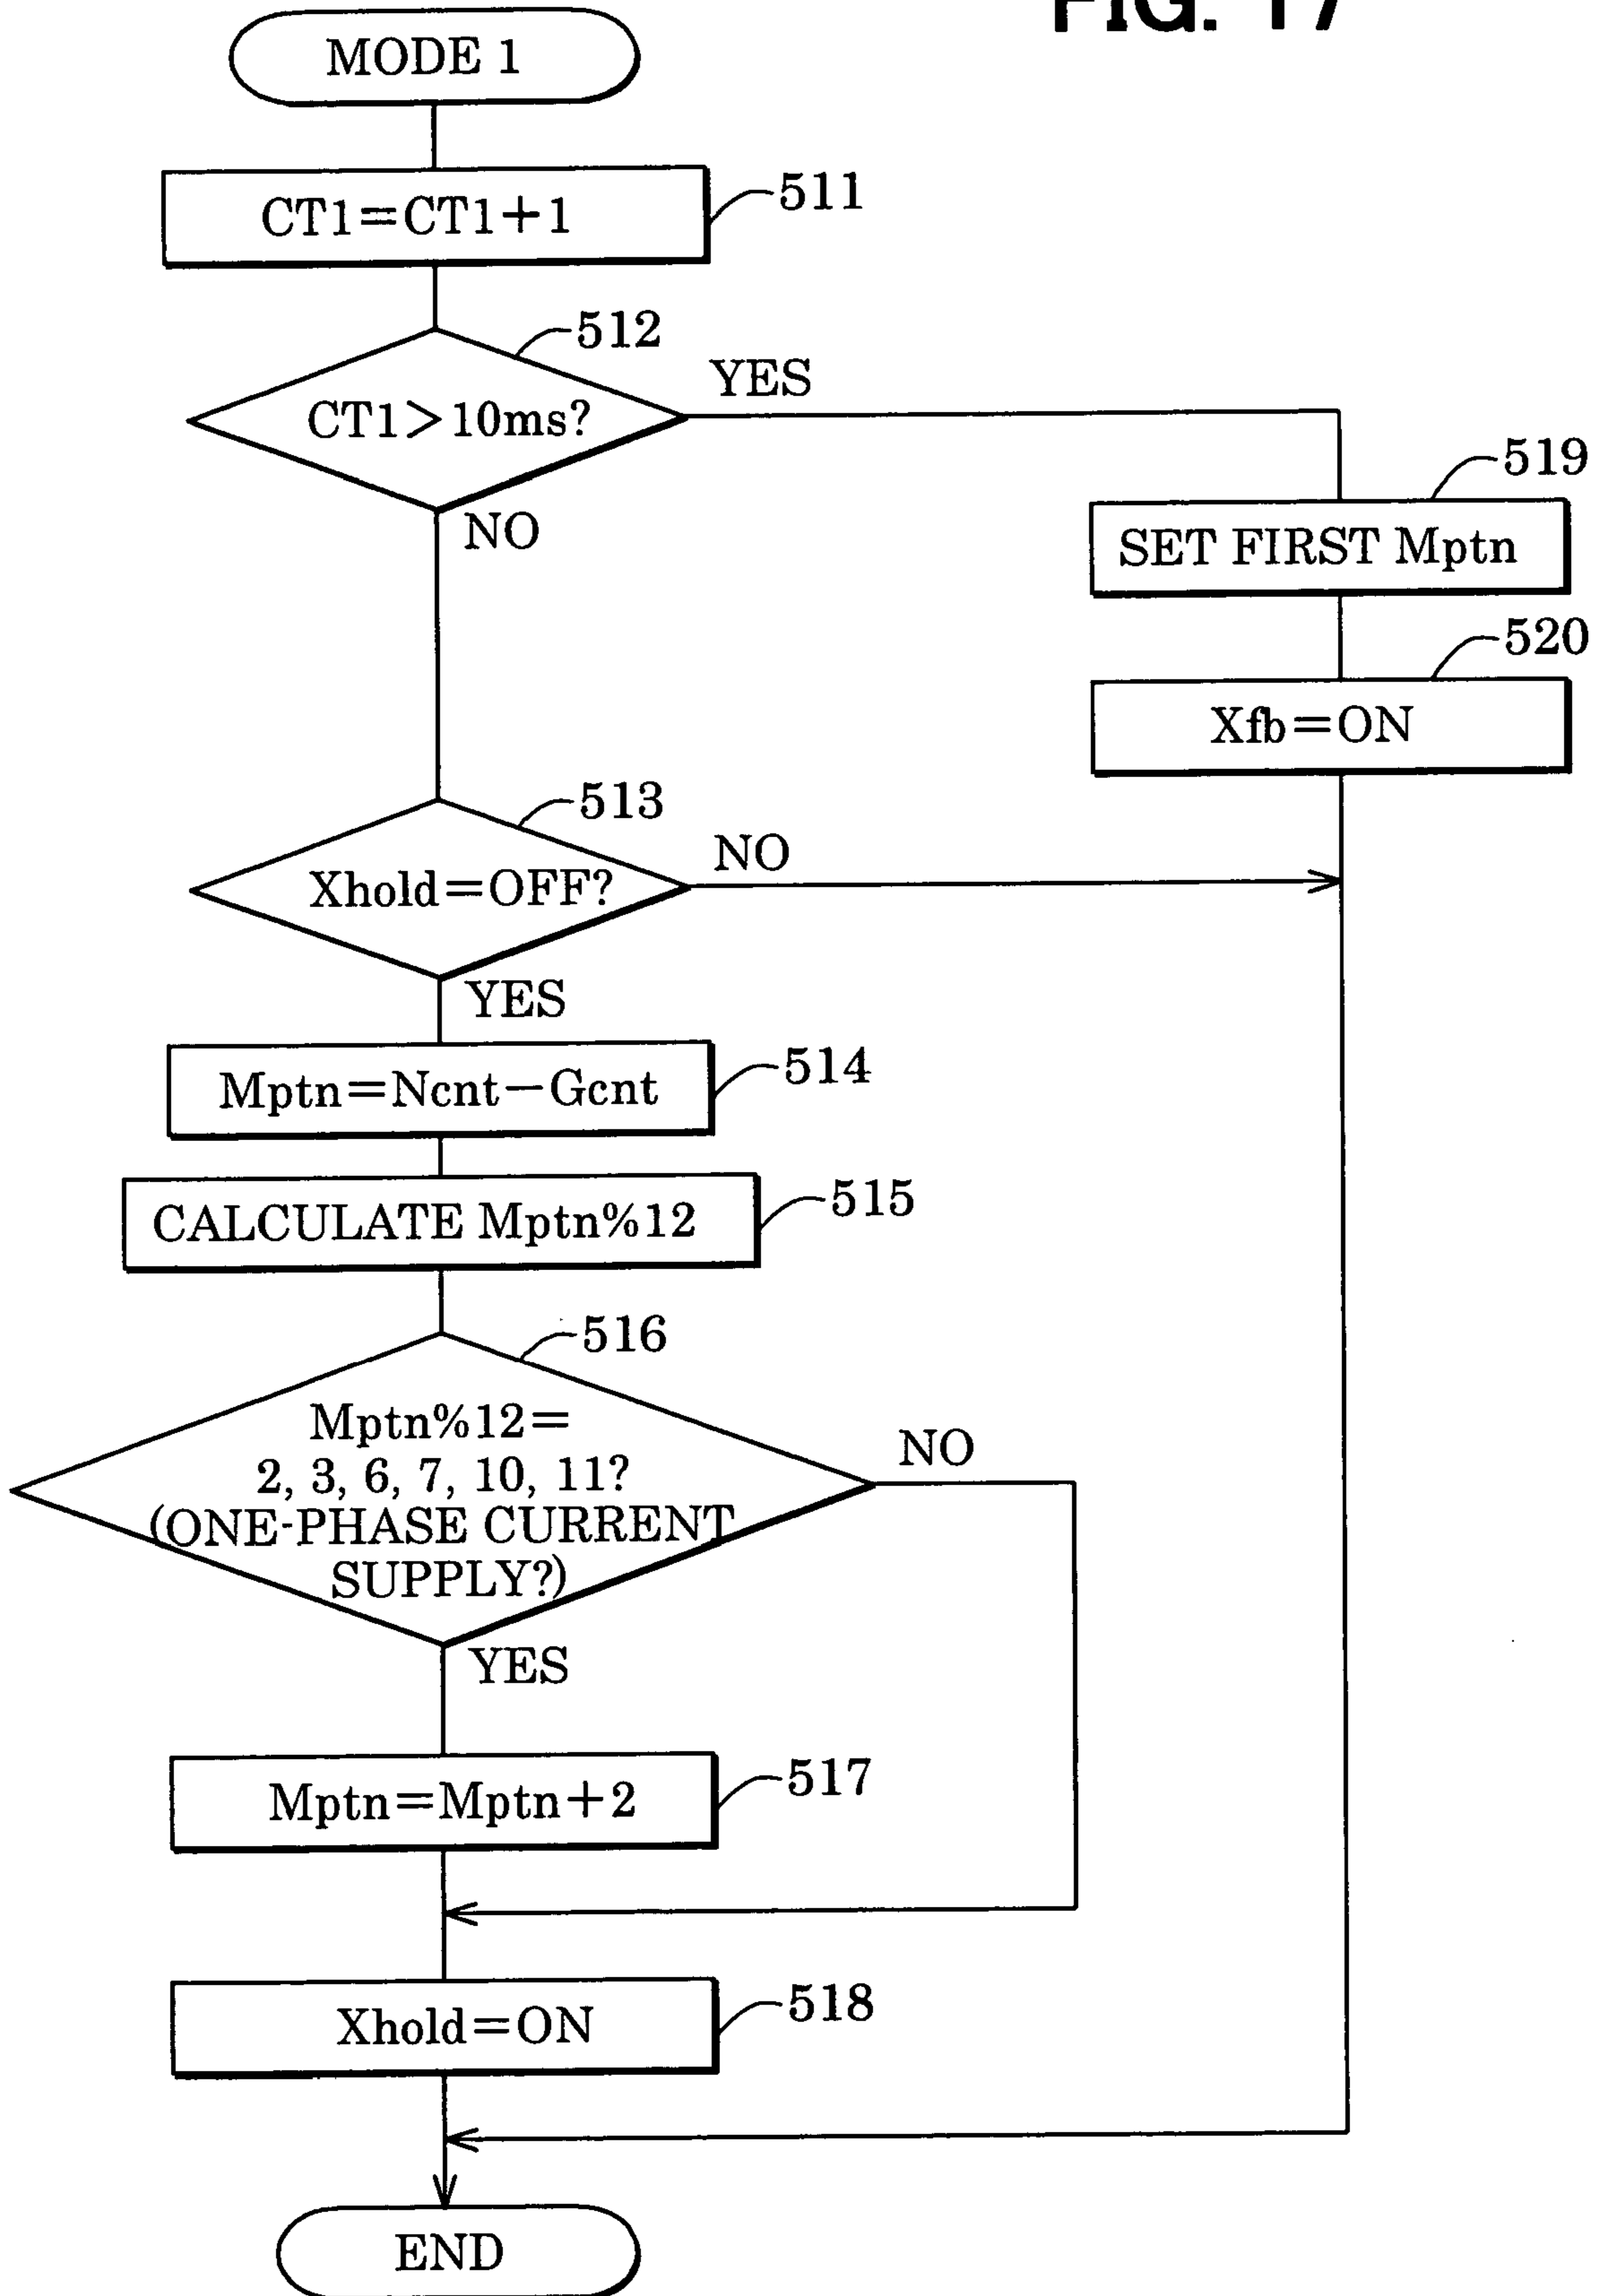 FIG. 17
MODE 1
CT1=CT1+1
511
512
CT1>10ms?
YES
NO
519
SET FIRST Mptn
520
Xfb=ON
513
Xhold=OFF?
NO
YES
Mptn=Ncnt−Gcnt
514
CALCULATE Mptn%12
515
516
Mptn%12=
2, 3, 6, 7, 10, 11?
(ONE-PHASE CURRENT
SUPPLY?)
NO
YES
Mptn=Mptn+2
517
Xhold=ON
518
END